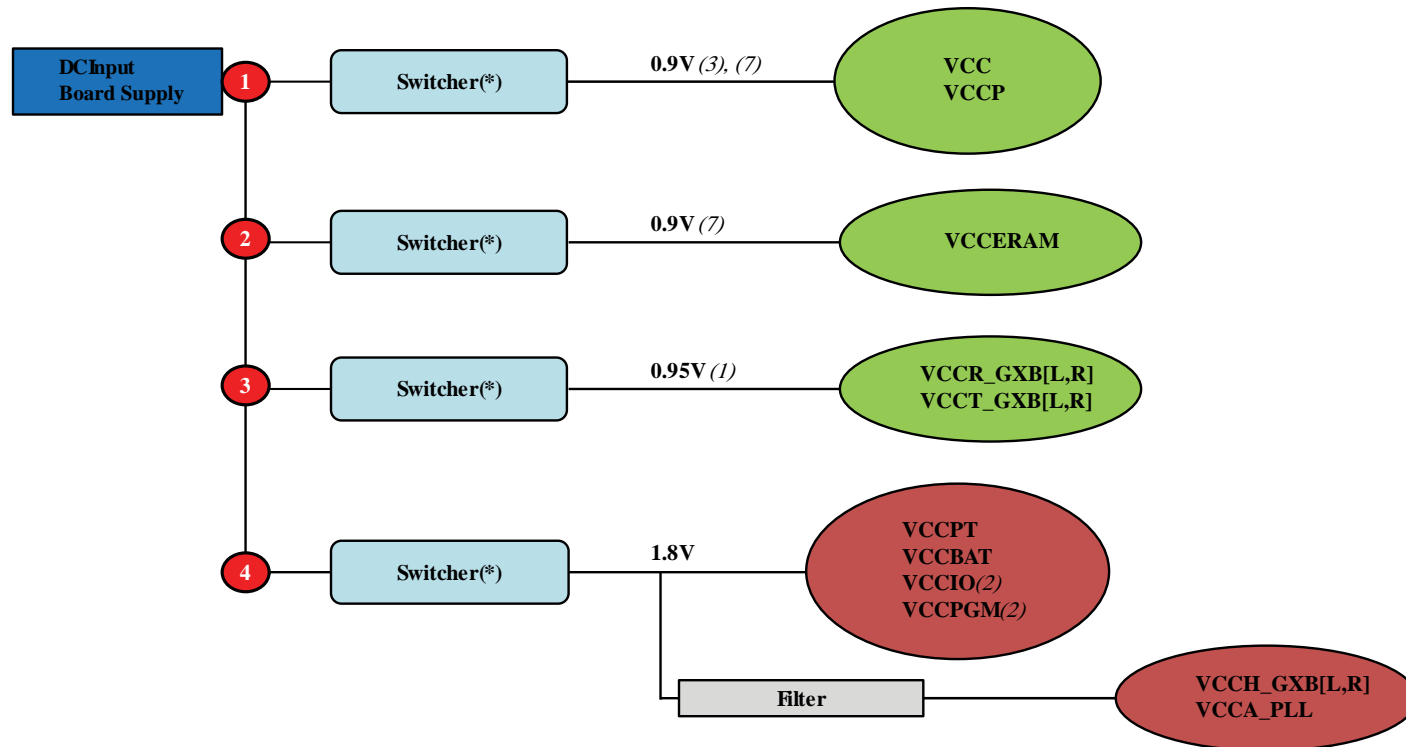 DCInput
Board Supply
1
Switcher(*)
0.9V (3), (7)
VCC
VCCP
2
Switcher(*)
0.9V (7)
VCCERAM
3
Switcher(*)
0.95V (1)
VCCR_GXB[L,R]
VCCT_GXB[L,R]
4
Switcher(*)
1.8V
VCCPT
VCCBAT
VCCIO(2)
VCCPGM(2)
Filter
VCCH_GXB[L,R]
VCCA_PLL